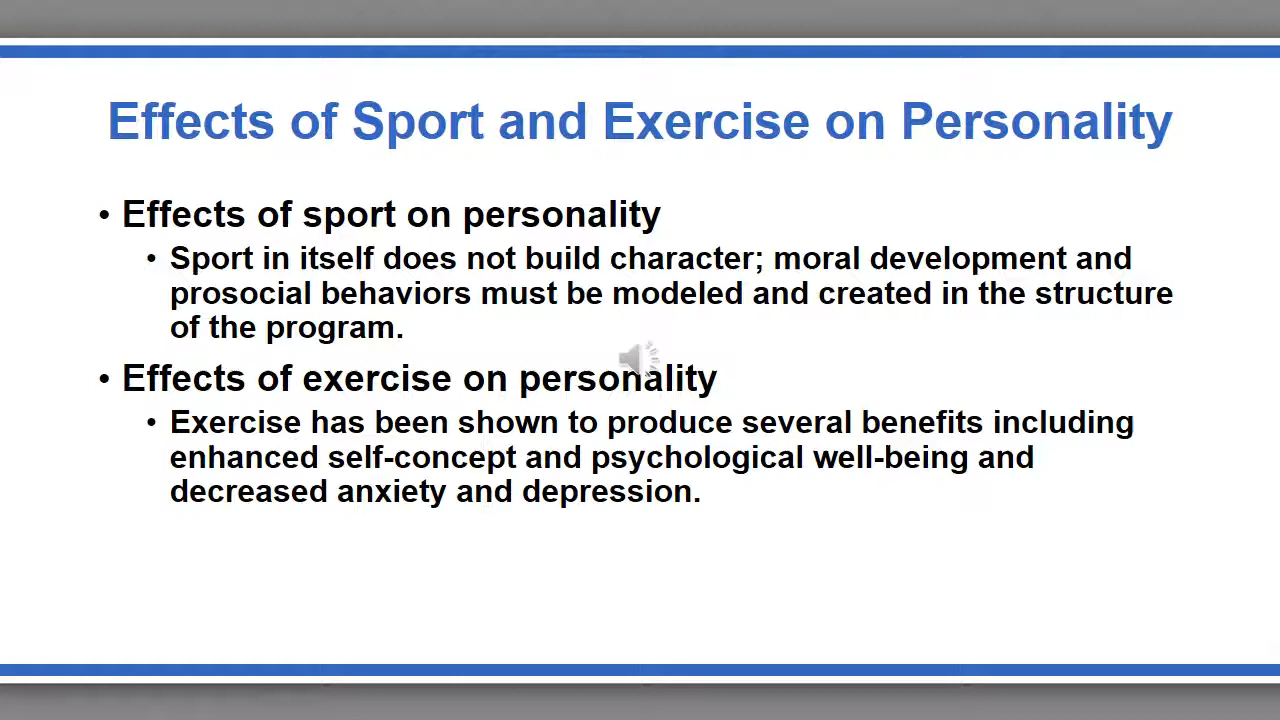 Effects of Sport and Exercise on Personality
• Effects of sport on personality
• Sport in itself does not build character; moral development and
prosocial behaviors must be modeled and created in the structure
of the program.
• Effects of exercise on personality
• Exercise has been shown to produce several benefits including
enhanced self-concept and psychological well-being and
decreased anxiety and depression.